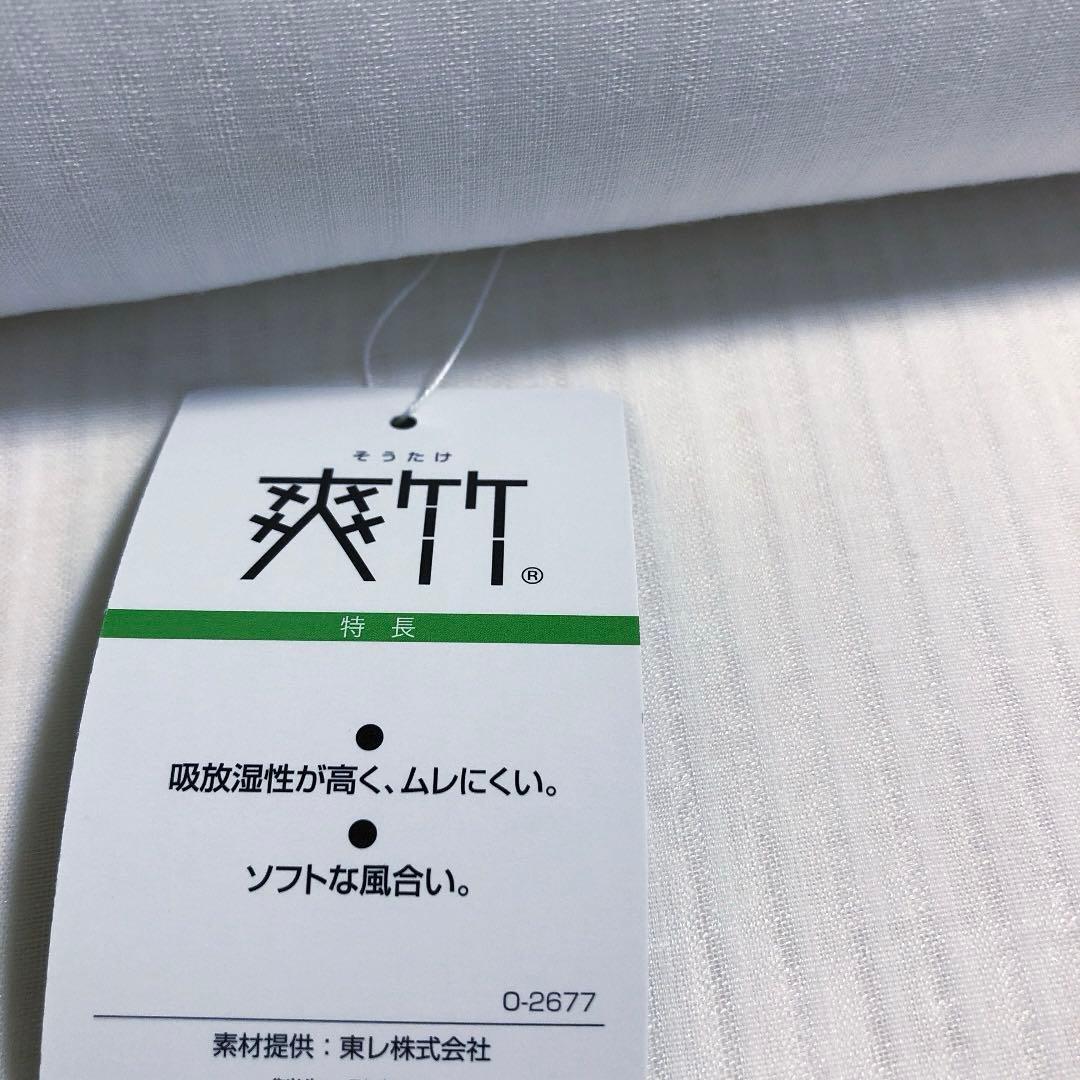 そうたけ
爽竹®
特長
●
吸放湿性が高く、ムレにくい。
●
ソフトな風合い。
O-2677
素材提供：東レ株式会社